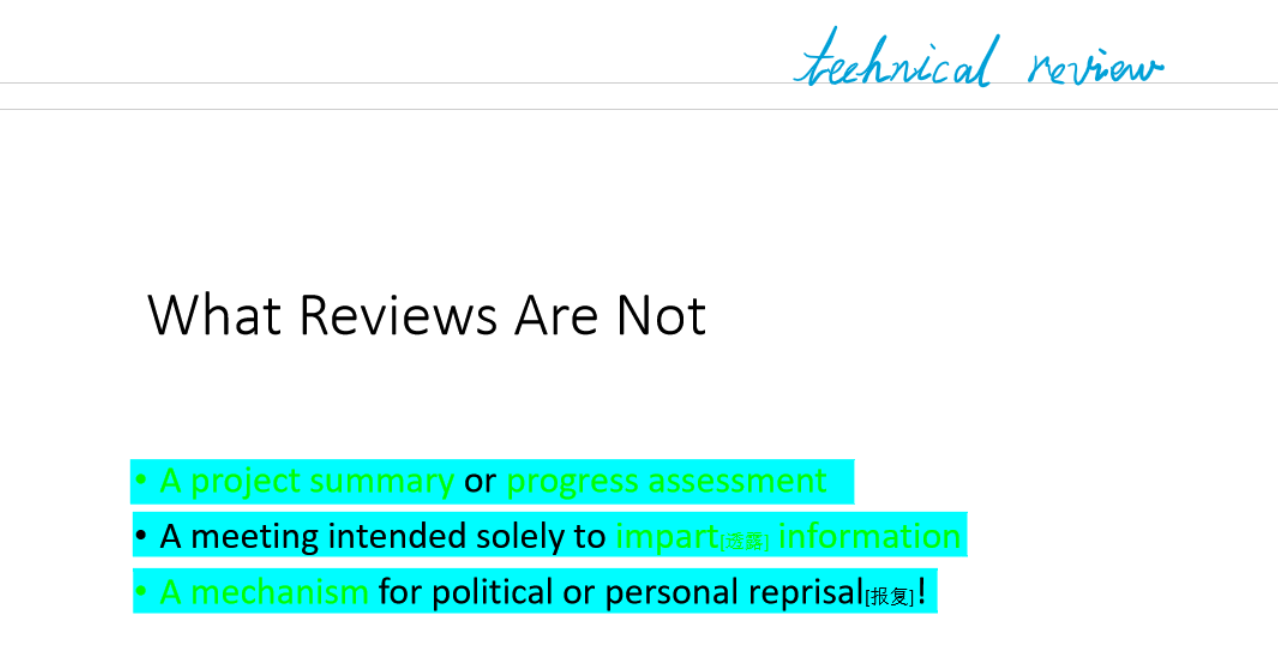 technical review
What Reviews Are Not
• A project summary or progress assessment
• A meeting intended solely to impart[透露] information
• A mechanism for political or personal reprisal[报复]!